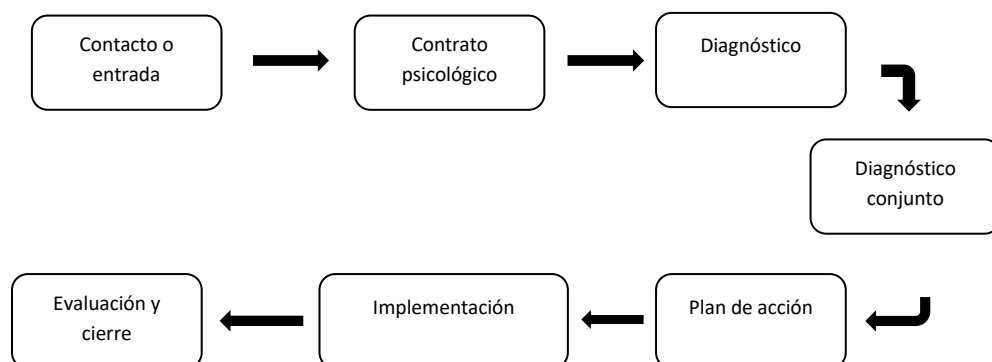 Contacto o
entrada
Contrato
psicológico
Diagnóstico
Diagnóstico
conjunto
Plan de acción
Implementación
Evaluación y
cierre